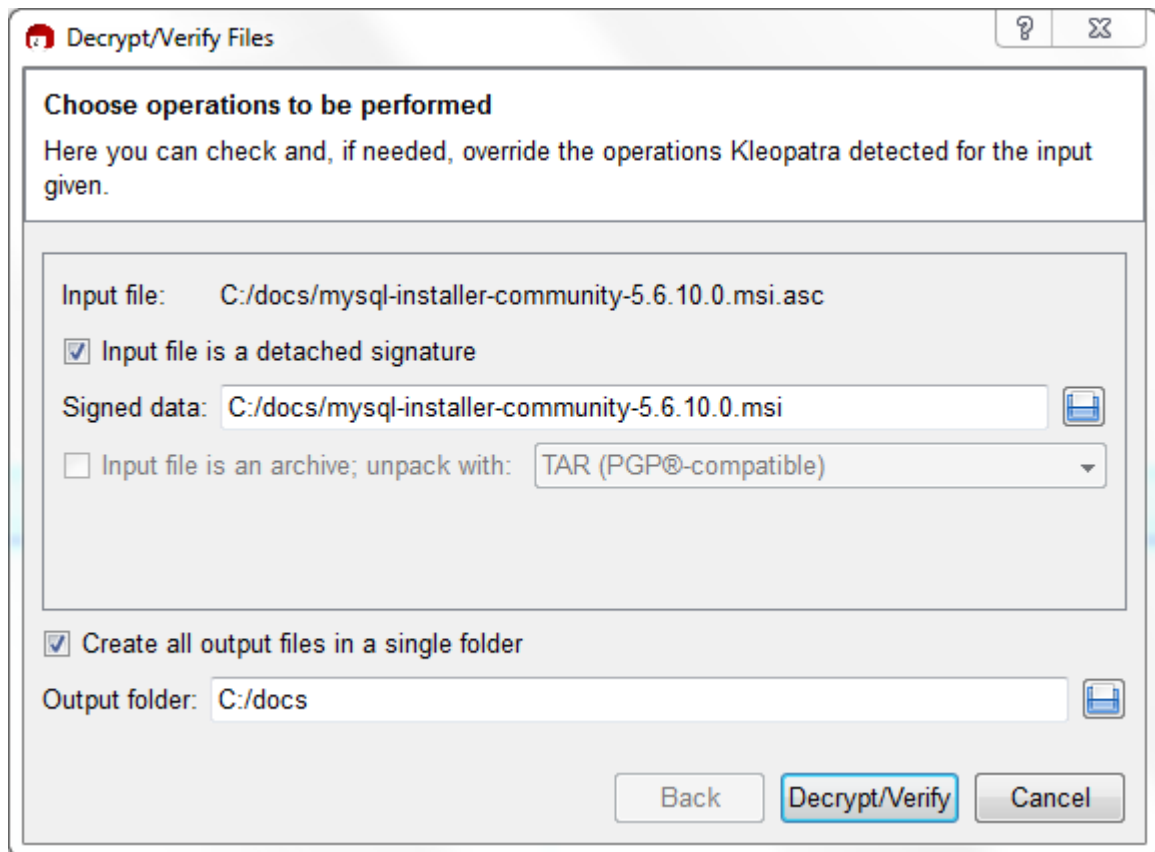 Decrypt/Verify Files
Choose operations to be performed
Here you can check and, if needed, override the operations Kleopatra detected for the input
given.
Input file: C:/docs/mysql-installer-community-5.6.10.0.msi.asc
Input file is a detached signature
Signed data: C:/docs/mysql-installer-community-5.6.10.0.msi
Input file is an archive; unpack with: TAR (PGP®-compatible)
Create all output files in a single folder
Output folder: C:/docs
Back Decrypt/Verify Cancel